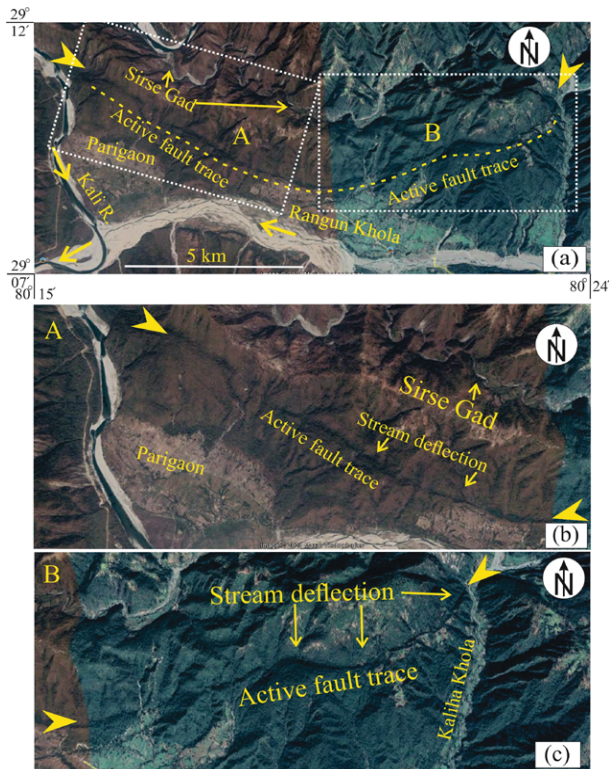 29°
12′
N
Sirse Gad
A
B
Active fault trace
Parigaon
Active fault trace
Kali R.
Rangun Khola
5 km
(a)
29°
07′
80° 15′
80° 24′
A
N
Sirse Gad
Stream deflection
Active fault trace
Parigaon
(b)
B
N
Stream deflection
Active fault trace
Kaliha Khola
(c)